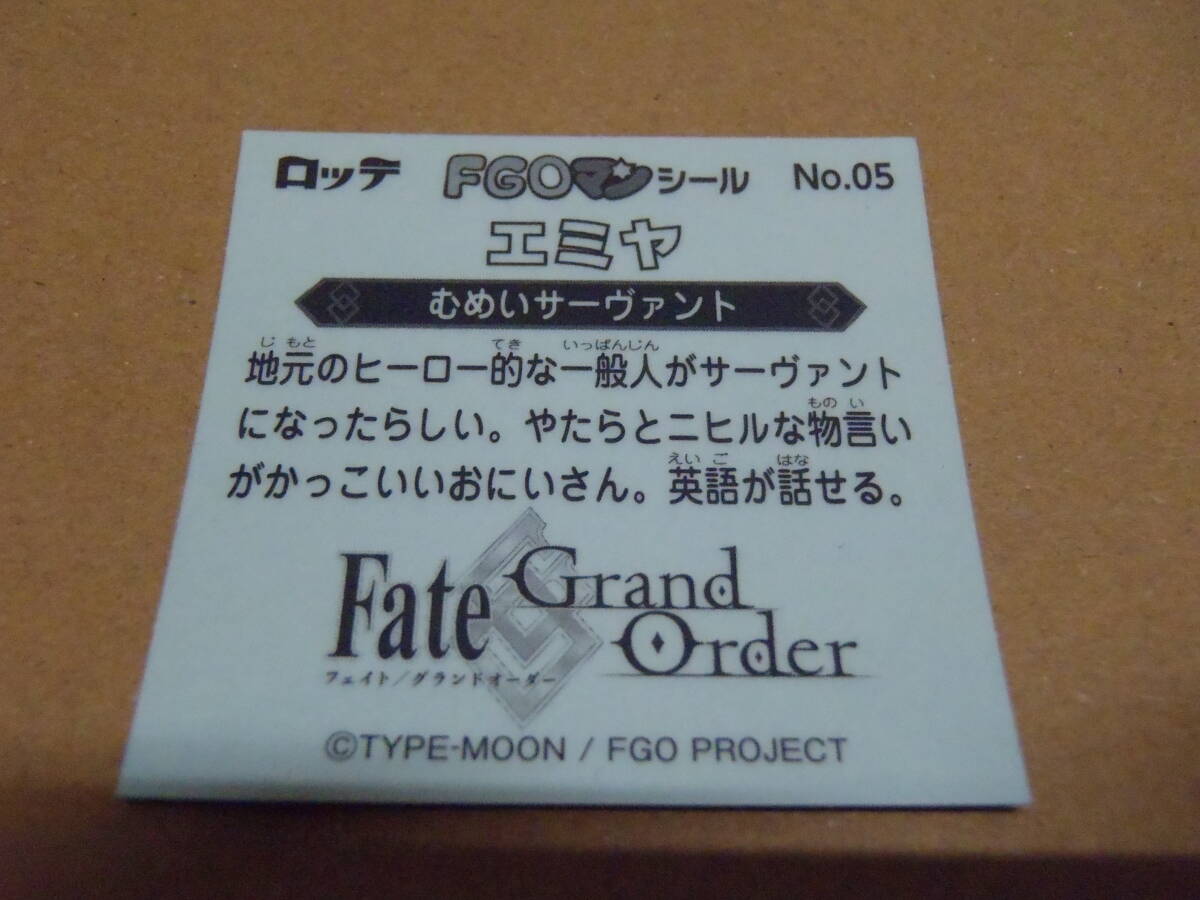 ロッテ FGOマンシール No.05
エミヤ
むめいサーヴァント
じもと てき いっぱんじん
地元のヒーロー的な一般人がサーヴァント
もの い
になったらしい。やたらとニヒルな物言い
えいご はな
がかっこいいおにいさん。英語が話せる。
Fate Grand
Order
フェイト/グランドオーダー
©TYPE-MOON / FGO PROJECT